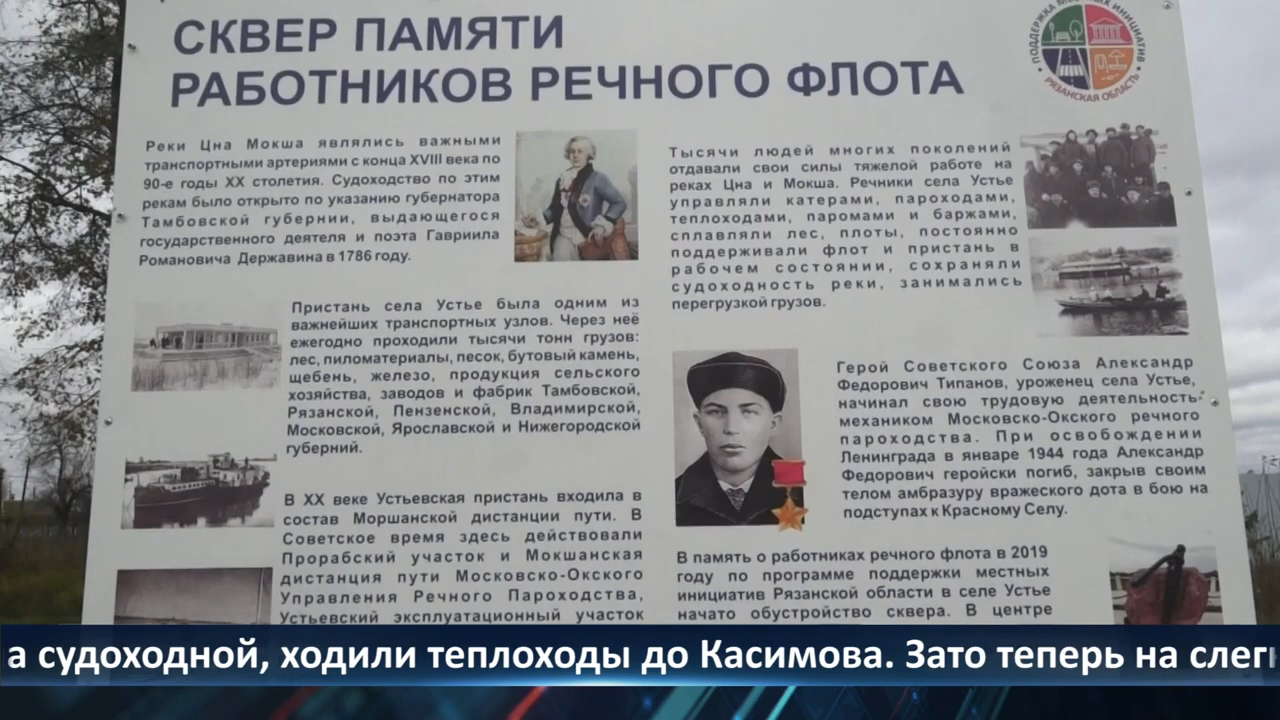 СКВЕР ПАМЯТИ
РАБОТНИКОВ РЕЧНОГО ФЛОТА
ПОДДЕРЖКА МЕСТНЫХ ИНИЦИАТИВ
РЯЗАНСКАЯ ОБЛАСТЬ
Реки Цна Мокша являлись важными
транспортными артериями с конца XVIII века по
90-е годы XX столетия. Судоходство по этим
рекам было открыто по указанию губернатора
Тамбовской губернии, выдающегося
государственного деятеля и поэта Гавриила
Романовича Державина в 1786 году.
Пристань села Устье была одним из
важнейших транспортных узлов. Через неё
ежегодно проходили тысячи тонн грузов:
лес, пиломатериалы, песок, бутовый камень,
щебень, железо, продукция сельского
хозяйства, заводов и фабрик Тамбовской,
Рязанской, Пензенской, Владимирской,
Московской, Ярославской и Нижегородской
губерний.
В XX веке Устьевская пристань входила в
состав Моршанской дистанции пути. В
Советское время здесь действовали
Прорабский участок и Мокшанская
дистанция пути Московско-Окского
Управления Речного Пароходства,
Устьевский эксплуатационный участок
Тысячи людей многих поколений
отдавали свои силы тяжелой работе на
реках Цна и Мокша. Речники села Устье
управляли катерами, пароходами,
теплоходами, паромами и баржами,
сплавляли лес, плоты, постоянно
поддерживали флот и пристань в
рабочем состоянии, сохраняли
судоходность реки, занимались
перегрузкой грузов.
Герой Советского Союза Александр
Федорович Типанов, уроженец села Устье,
начинал свою трудовую деятельность
механиком Московско-Окского речного
пароходства. При освобождении
Ленинграда в январе 1944 года Александр
Федорович геройски погиб, закрыв своим
телом амбразуру вражеского дота в бою на
подступах к Красному Селу.
В память о работниках речного флота в 2019
году по программе поддержки местных
инициатив Рязанской области в селе Устье
начато обустройство сквера. В центре
а судоходной, ходили теплоходы до Касимова. Зато теперь на слеги